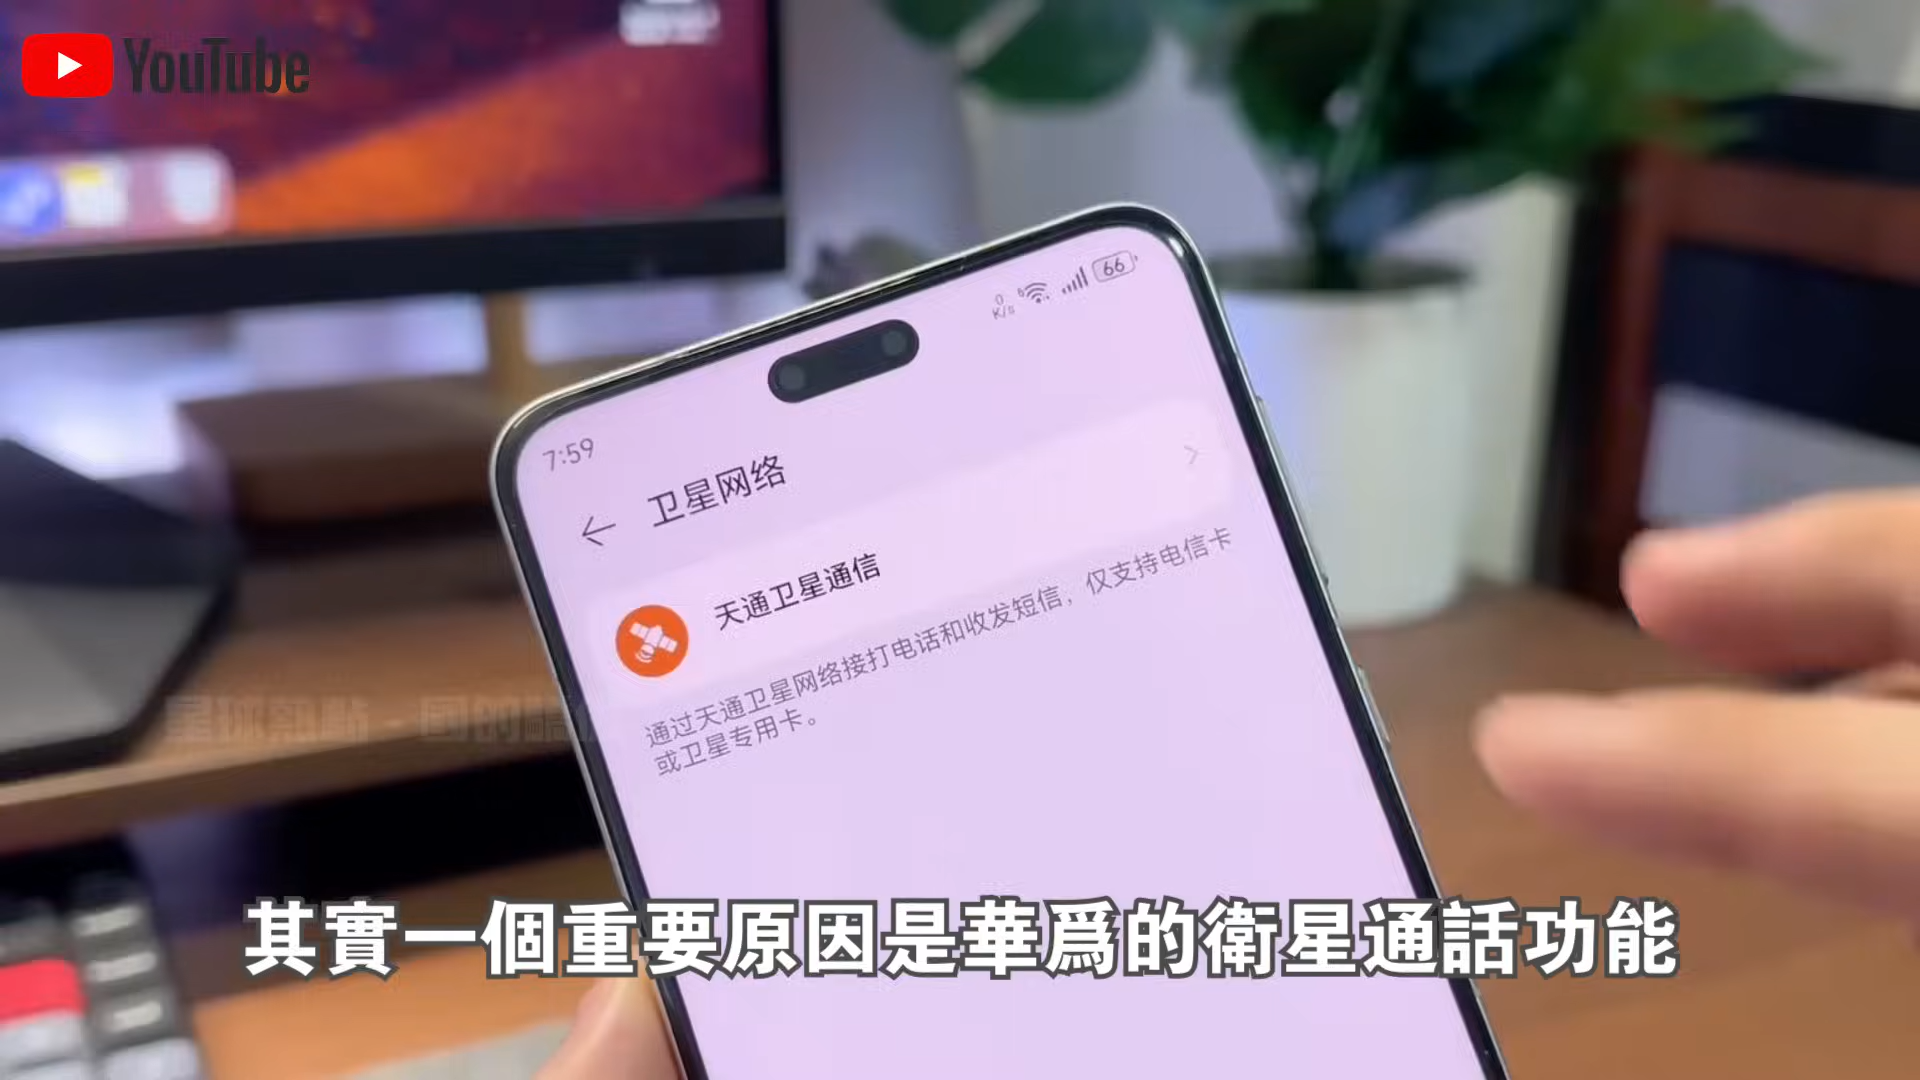 YouTube
66
0
K/s
7:59
卫星网络
天通卫星通信
通过天通卫星网络接打电话和收发短信，仅支持电信卡
或卫星专用卡。
其實一個重要原因是華爲的衛星通話功能